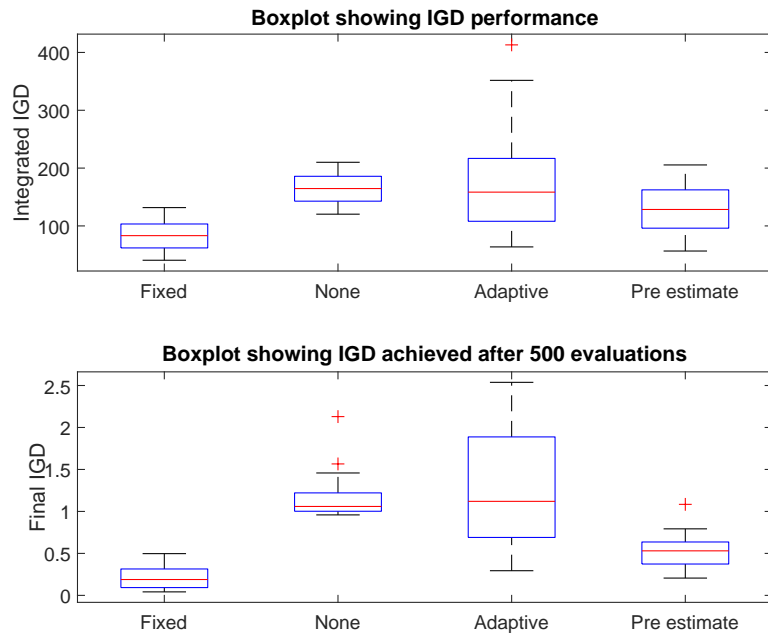 Boxplot showing IGD performance
Integrated IGD
400
300
200
100
Fixed None Adaptive Pre estimate
Boxplot showing IGD achieved after 500 evaluations
Final IGD
2.5
2
1.5
1
0.5
0
Fixed None Adaptive Pre estimate